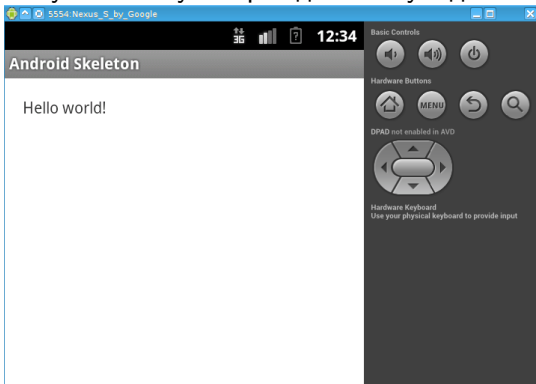 5554:Nexus_S_by_Google
3G
?
12:34
Android Skeleton
Hello world!
Basic Controls
Hardware Buttons
MENU
DPAD not enabled in AVD
Hardware Keyboard
Use your physical keyboard to provide input